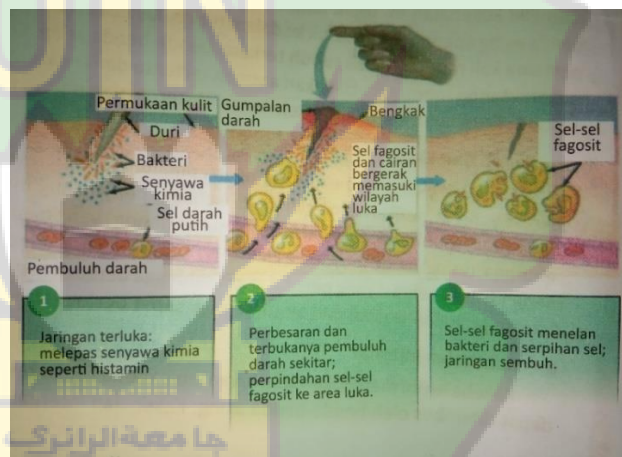 UIN
Permukaan kulit
Duri
Bakteri
Senyawa
kimia
Sel darah
putih
Pembuluh darah
Gumpalan
darah
Bengkak
Sel fagosit
dan cairan
bergerak
memasuki
wilayah
luka
Sel-sel
fagosit
1
Jaringan terluka:
melepas senyawa kimia
seperti histamin
2
Perbesaran dan
terbukanya pembuluh
darah sekitar;
perpindahan sel-sel
fagosit ke area luka.
3
Sel-sel fagosit menelan
bakteri dan serpihan sel;
jaringan sembuh.
جامعة الرانري